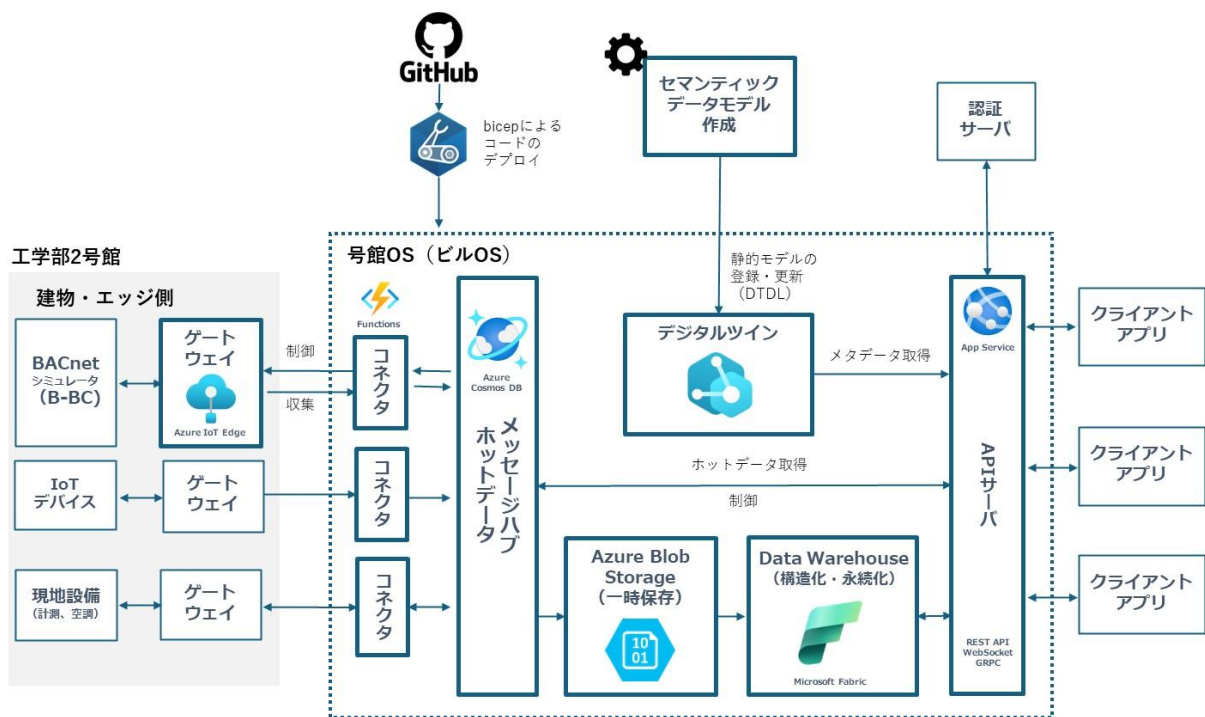 GitHub
bicepによる
コードの
デプロイ
セマンティック
データモデル
作成
認証
サーバ
工学部2号館
建物・エッジ側
BACnet
シミュレータ
(B-BC)
ゲート
ウェイ
Azure IoT Edge
制御
収集
IoT
デバイス
ゲート
ウェイ
現地設備
(計測、空調)
ゲート
ウェイ
号館OS（ビルOS）
Functions
コネクタ
コネクタ
コネクタ
Azure
Cosmos DB
メッセージハブ
ホットデータ
静的モデルの
登録・更新
（DTDL）
デジタルツイン
メタデータ取得
ホットデータ取得
制御
Azure Blob
Storage
（一時保存）
10
01
Data Warehouse
（構造化・永続化）
Microsoft Fabric
App Service
APIサーバ
REST API
WebSocket
GRPC
クライアント
アプリ
クライアント
アプリ
クライアント
アプリ